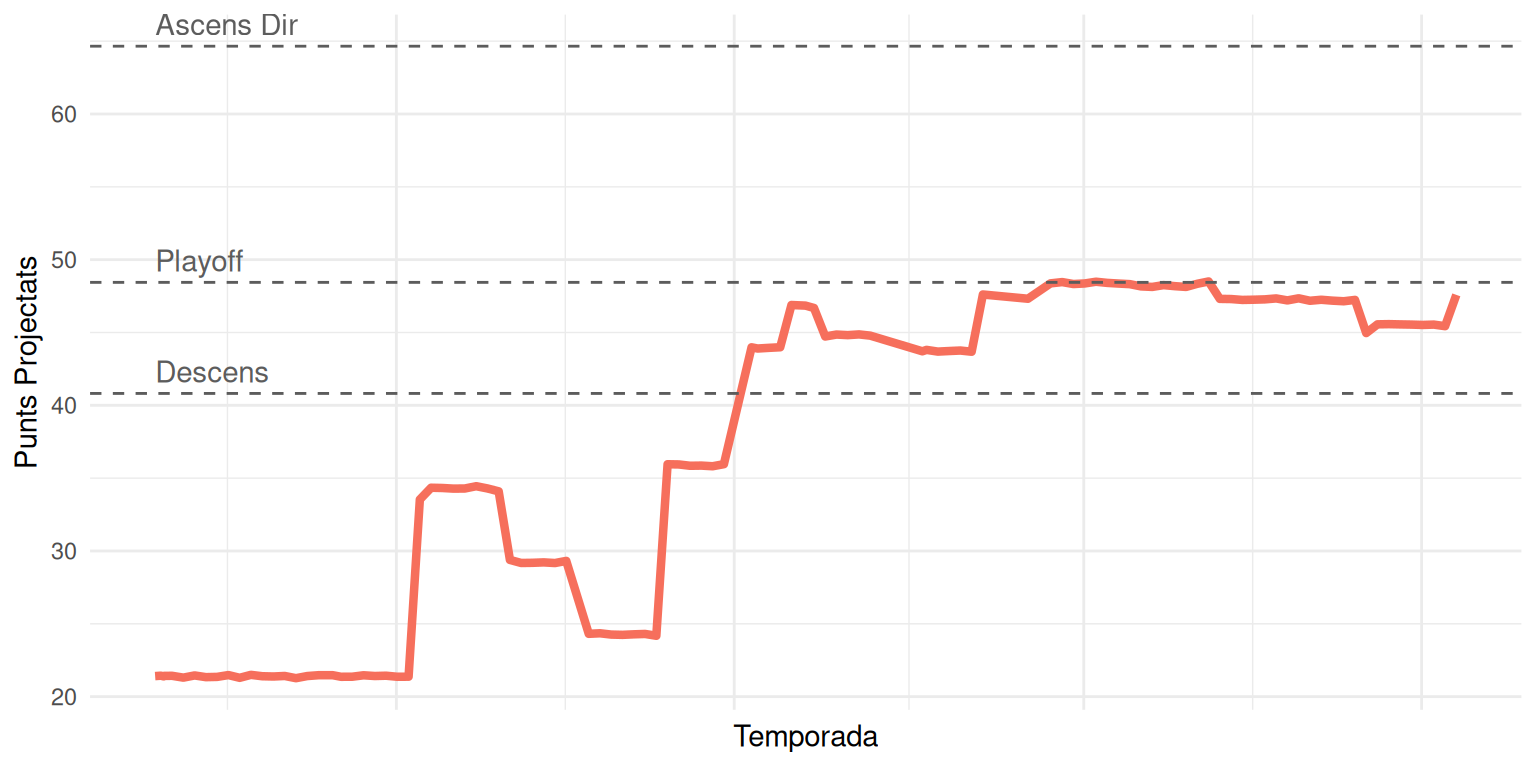 Ascens Dir
60
Playoff
50
Descens
40
30
20
Punts Projectats
Temporada